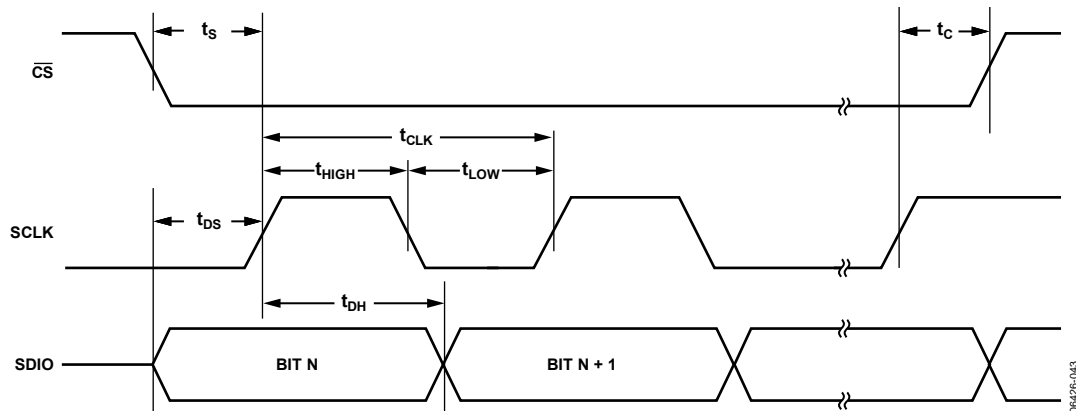 tS
tC
CS
tCLK
tHIGH
tLOW
tDS
SCLK
tDH
SDIO
BIT N
BIT N + 1
06426-043